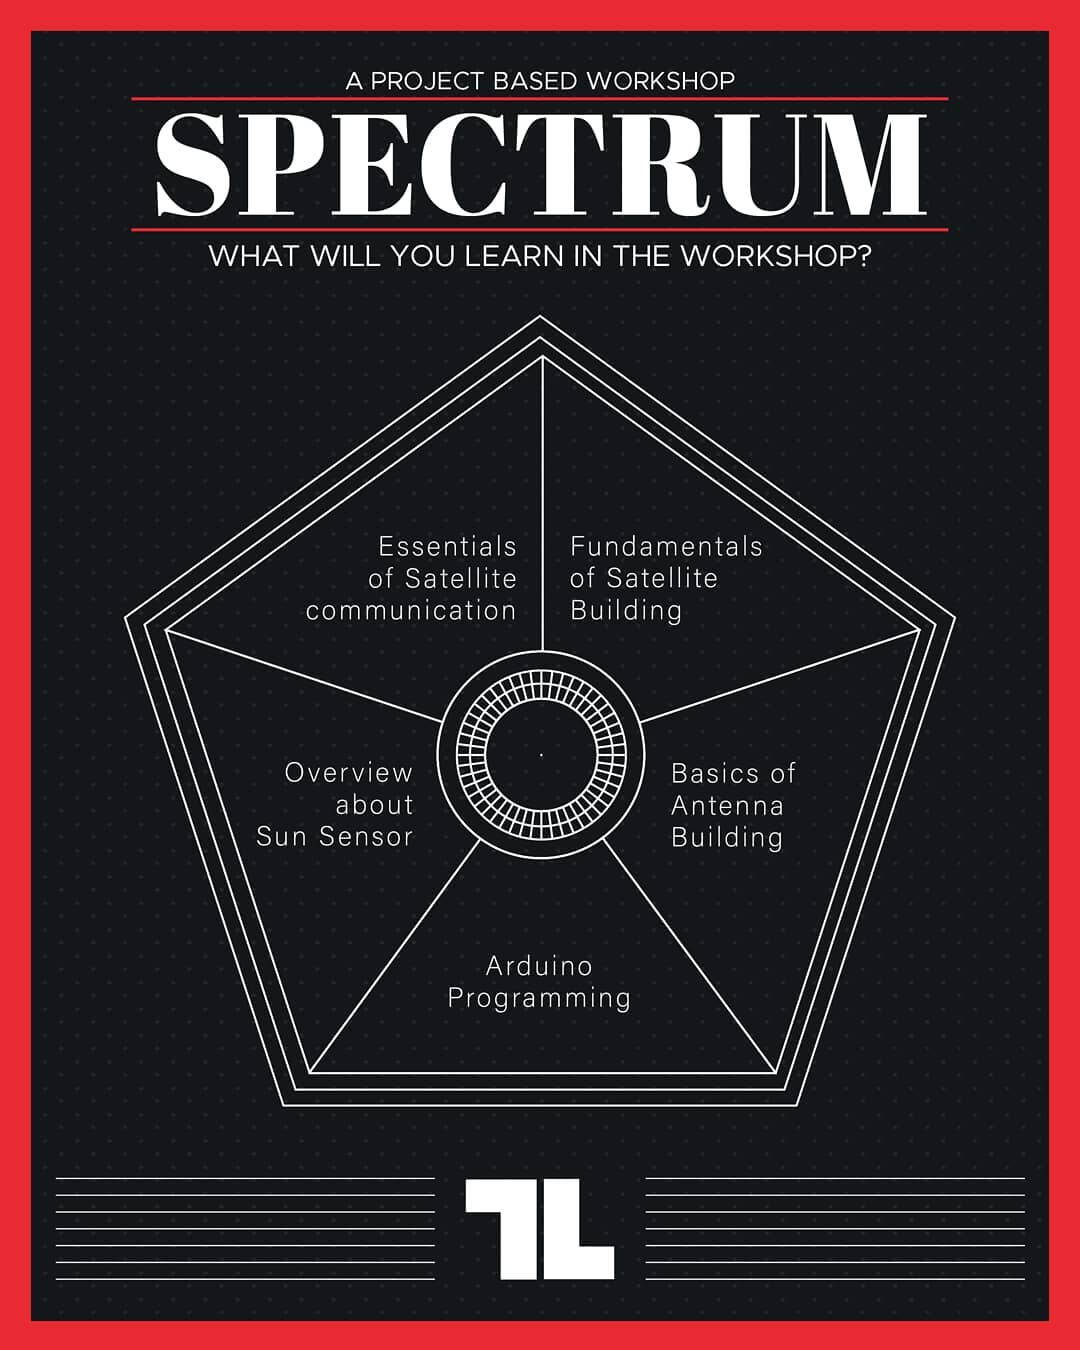 A PROJECT BASED WORKSHOP
SPECTRUM
WHAT WILL YOU LEARN IN THE WORKSHOP?
Essentials
of Satellite
communication
Fundamentals
of Satellite
Building
Overview
about
Sun Sensor
Basics of
Antenna
Building
Arduino
Programming